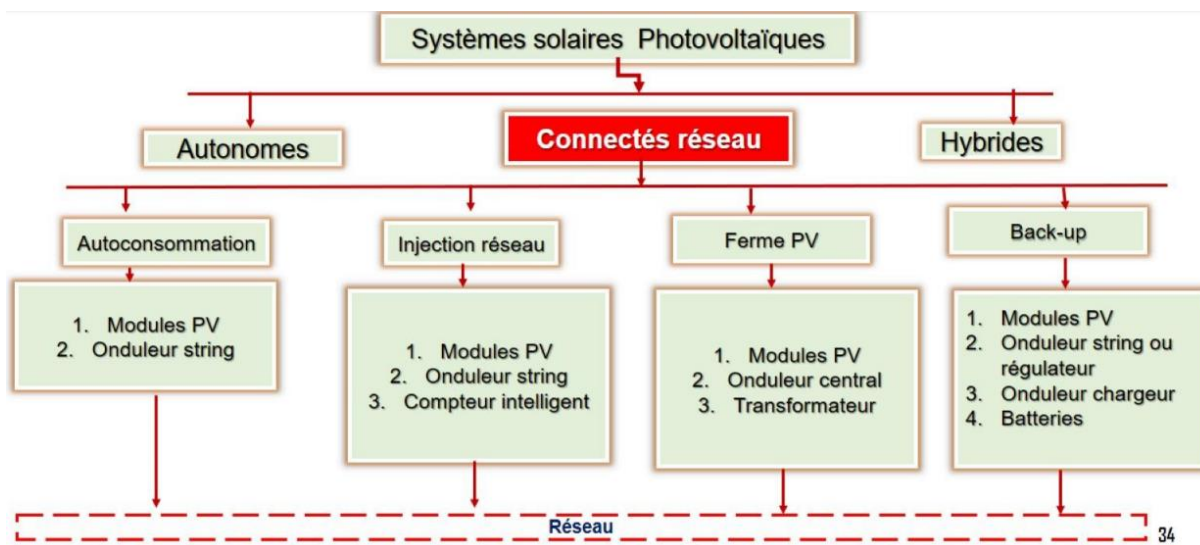 Systèmes solaires Photovoltaïques
Autonomes
Connectés réseau
Hybrides
Autoconsommation
Injection réseau
Ferme PV
Back-up
1. Modules PV
2. Onduleur string
1. Modules PV
2. Onduleur string
3. Compteur intelligent
1. Modules PV
2. Onduleur central
3. Transformateur
1. Modules PV
2. Onduleur string ou
régulateur
3. Onduleur chargeur
4. Batteries
Réseau
34